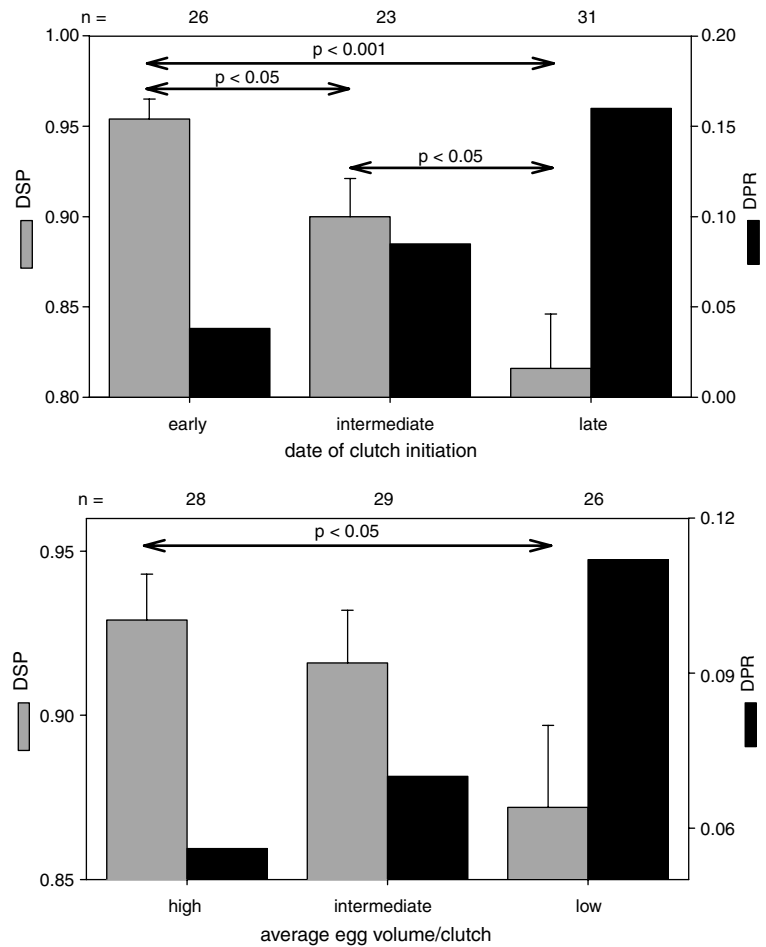 n = 26 23 31
1.00 0.20
p < 0.001
p < 0.05
0.95 0.15
p < 0.05
DSP
0.90 0.10
DPR
0.85 0.05
0.80 0.00
early intermediate late
date of clutch initiation
n = 28 29 26
0.12
p < 0.05
0.95
DSP
0.09
DPR
0.90
0.06
0.85
high intermediate low
average egg volume/clutch